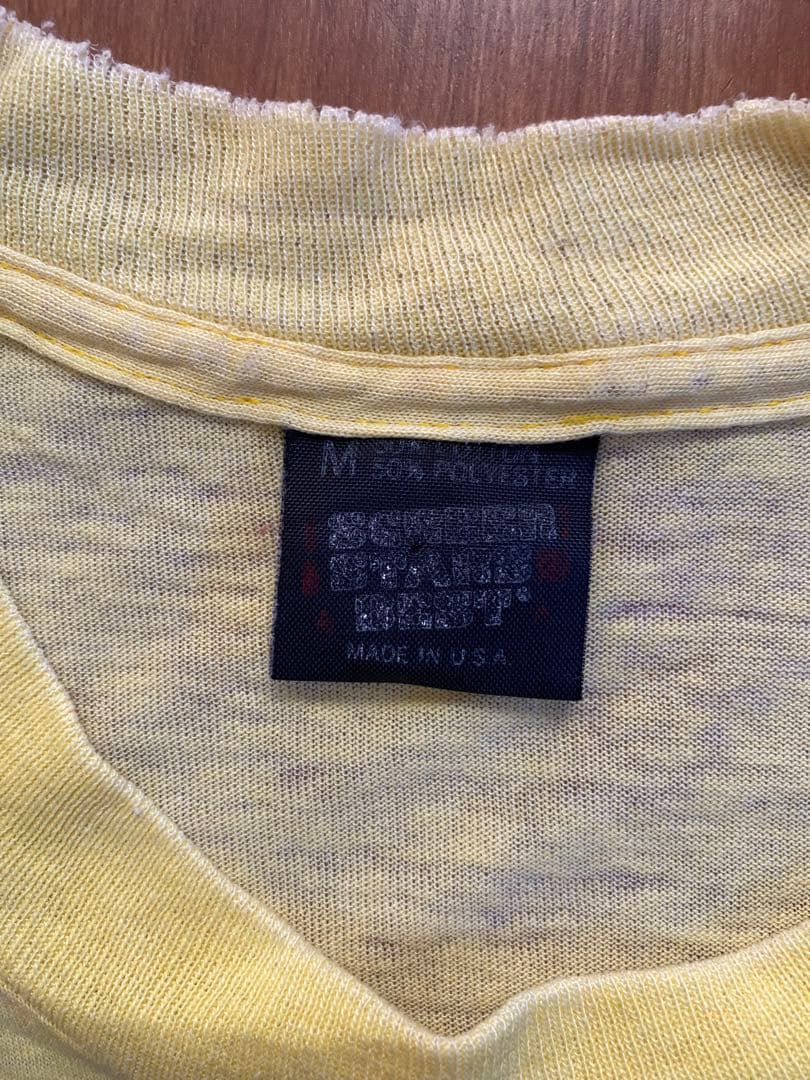 M 50% POLYESTER
SCREEN
STARS
BEST
MADE IN U.S.A.